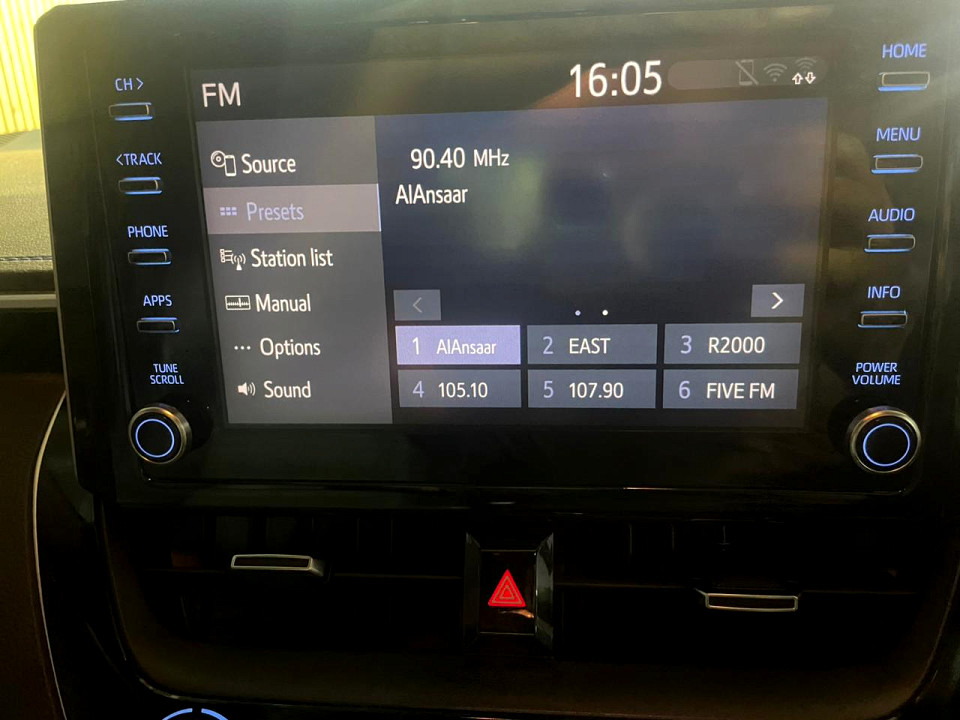 FM
16:05
Source
Presets
Station list
Manual
Options
Sound
90.40 MHz
AlAnsaar
<
>
1 AlAnsaar
2 EAST
3 R2000
4 105.10
5 107.90
6 FIVE FM
CH>
<TRACK
PHONE
APPS
TUNE
SCROLL
HOME
MENU
AUDIO
INFO
POWER
VOLUME